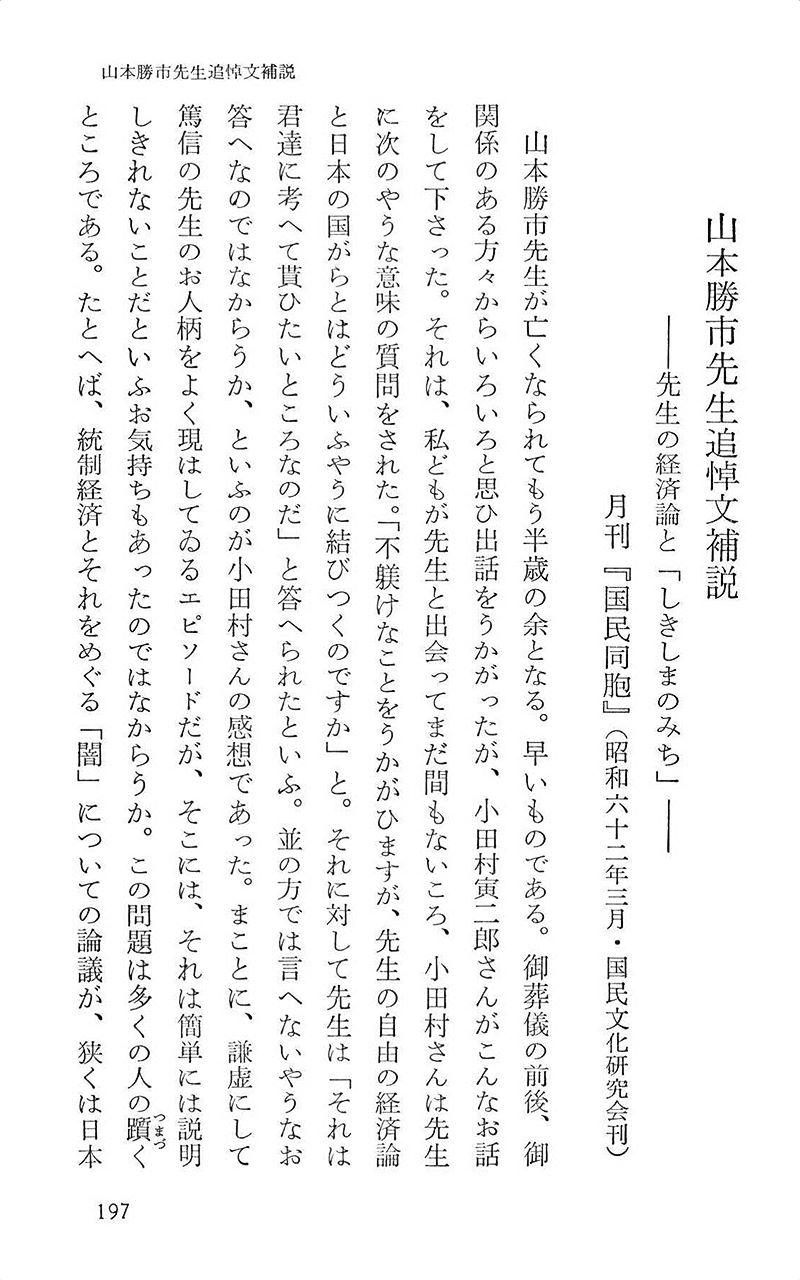 山本勝市先生追悼文補説
山本勝市先生追悼文補説
――先生の経済論と「しきしまのみち」――
月刊『国民同胞』（昭和六十二年三月・国民文化研究会刊）
山本勝市先生が亡くなられてもう半歳の余となる。早いものである。御葬儀の前後、御
関係のある方々からいろいろと思ひ出話をうかがったが、小田村寅二郎さんがこんなお話
をして下さった。それは、私どもが先生と出会ってまだ間もないころ、小田村さんは先生
に次のやうな意味の質問をされた。「不躾けなことをうかがひますが、先生の自由の経済論
と日本の国がらとはどういふやうに結びつくのですか」と。それに対して先生は「それは
君達に考へて貰ひたいところなのだ」と答へられたといふ。並の方では言へないやうなお
答へなのではなからうか、といふのが小田村さんの感想であった。まことに、謙虚にして
篤信の先生のお人柄をよく現はしてゐるエピソードだが、そこには、それは簡単には説明
しきれないことだといふお気持ちもあったのではなからうか。この問題は多くの人の躓く
つまづ
ところである。たとへば、統制経済とそれをめぐる「闇」についての論議が、狭くは日本
197